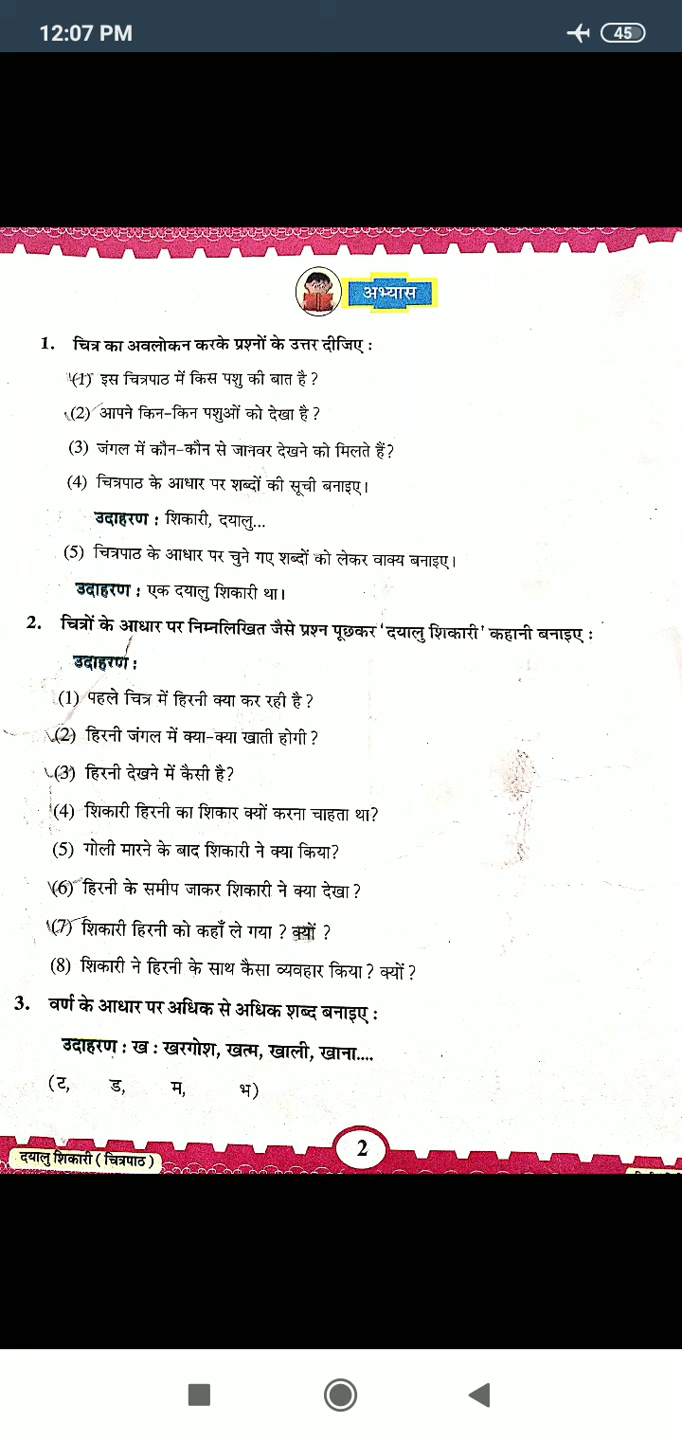 12:07 PM
45
अभ्यास
1. चित्र का अवलोकन करके प्रश्नों के उत्तर दीजिए :
(1) इस चित्रपाठ में किस पशु की बात है ?
(2) आपने किन-किन पशुओं को देखा है ?
(3) जंगल में कौन-कौन से जानवर देखने को मिलते हैं?
(4) चित्रपाठ के आधार पर शब्दों की सूची बनाइए।
उदाहरण : शिकारी, दयालु...
(5) चित्रपाठ के आधार पर चुने गए शब्दों को लेकर वाक्य बनाइए।
उदाहरण : एक दयालु शिकारी था।
2. चित्रों के आधार पर निम्नलिखित जैसे प्रश्न पूछकर 'दयालु शिकारी' कहानी बनाइए :
उदाहरण :
(1) पहले चित्र में हिरनी क्या कर रही है ?
(2) हिरनी जंगल में क्या-क्या खाती होगी ?
(3) हिरनी देखने में कैसी है?
(4) शिकारी हिरनी का शिकार क्यों करना चाहता था?
(5) गोली मारने के बाद शिकारी ने क्या किया?
(6) हिरनी के समीप जाकर शिकारी ने क्या देखा ?
(7) शिकारी हिरनी को कहाँ ले गया ? क्यों ?
(8) शिकारी ने हिरनी के साथ कैसा व्यवहार किया ? क्यों ?
3. वर्ण के आधार पर अधिक से अधिक शब्द बनाइए :
उदाहरण : ख : खरगोश, खत्म, खाली, खाना....
(ट, ड, म, भ)
दयालु शिकारी ( चित्रपाठ )
2